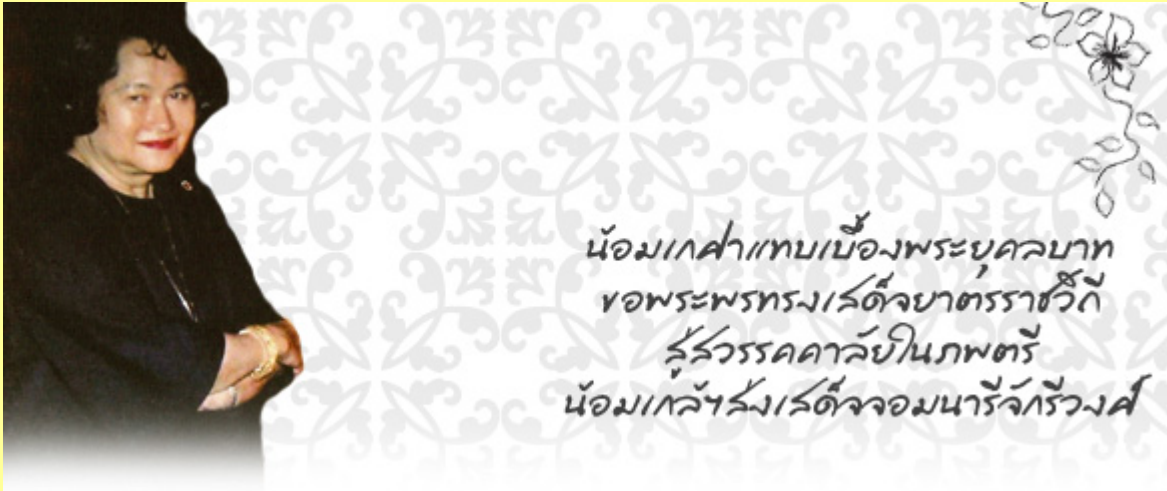 น้อมเกศาแทบเบื้องพระยุคลบาท
ขอพระพรทรงเสด็จยาตรราชวิถี
สู่สวรรคคาลัยในภพตรี
น้อมเกล้าฯส่งเสด็จจอมนารีจักรีวงศ์